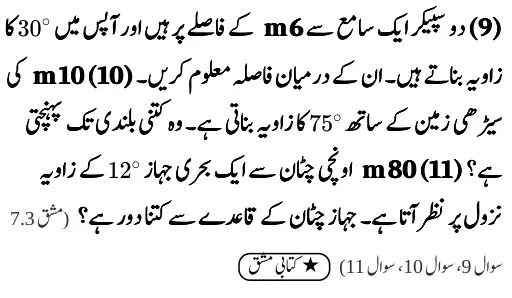 (9) دو سپیکر ایک سامع سے 6 m کے فاصلے پر ہیں اور آپس میں 30° کا
زاویہ بناتے ہیں۔ ان کے درمیان فاصلہ معلوم کریں۔ (10) 10 m کی
سیڑھی زمین کے ساتھ 75° کا زاویہ بناتی ہے۔ وہ کتنی بلندی تک پہنچتی
ہے؟ (11) 80 m اونچی چٹان سے ایک بحری جہاز 12° کے زاویہ
نزول پر نظر آتا ہے۔ جہاز چٹان کے قاعدے سے کتنا دور ہے؟ (مشق 7.3
سوال 9، سوال 10، سوال 11) ★ کتابی مشق